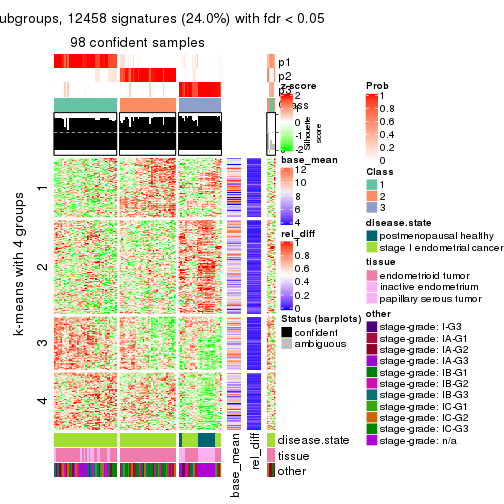 ubgroups, 12458 signatures (24.0%) with fdr < 0.05
98 confident samples
p1
p2
p3
Class
z-score
2
1
0
-1
-2
1
Silhouette score
k-means with 4 groups
1
2
3
4
base_mean
12
10
8
6
4
rel_diff
1
0.8
0.6
0.4
0.2
0
Status (barplots)
confident
ambiguous
disease.state
tissue
other
base_mean
rel_diff
Prob
1
0.8
0.6
0.4
0.2
0
Class
1
2
3
disease.state
postmenopausal healthy
stage I endometrial cancer
tissue
endometrioid tumor
inactive endometrium
papillary serous tumor
other
stage-grade: I-G3
stage-grade: IA-G1
stage-grade: IA-G2
stage-grade: IA-G3
stage-grade: IB-G1
stage-grade: IB-G2
stage-grade: IB-G3
stage-grade: IC-G1
stage-grade: IC-G2
stage-grade: IC-G3
stage-grade: n/a